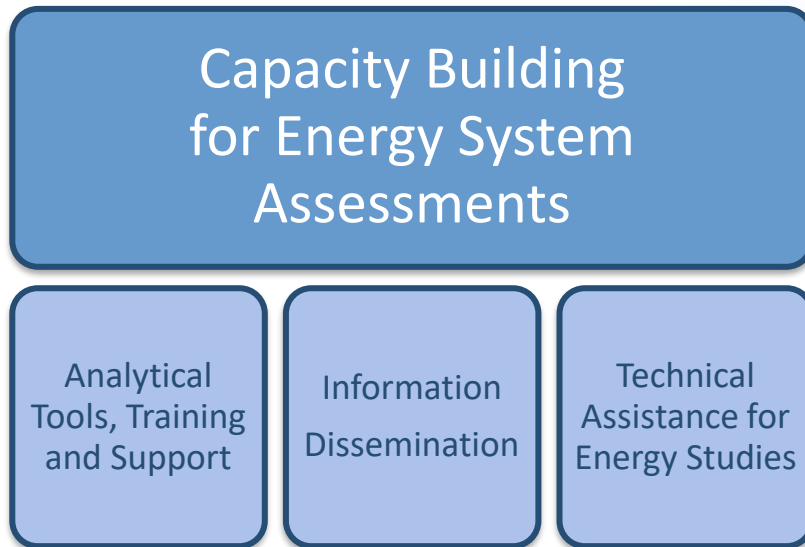 Capacity Building
for Energy System
Assessments
Analytical
Tools, Training
and Support
Information
Dissemination
Technical
Assistance for
Energy Studies